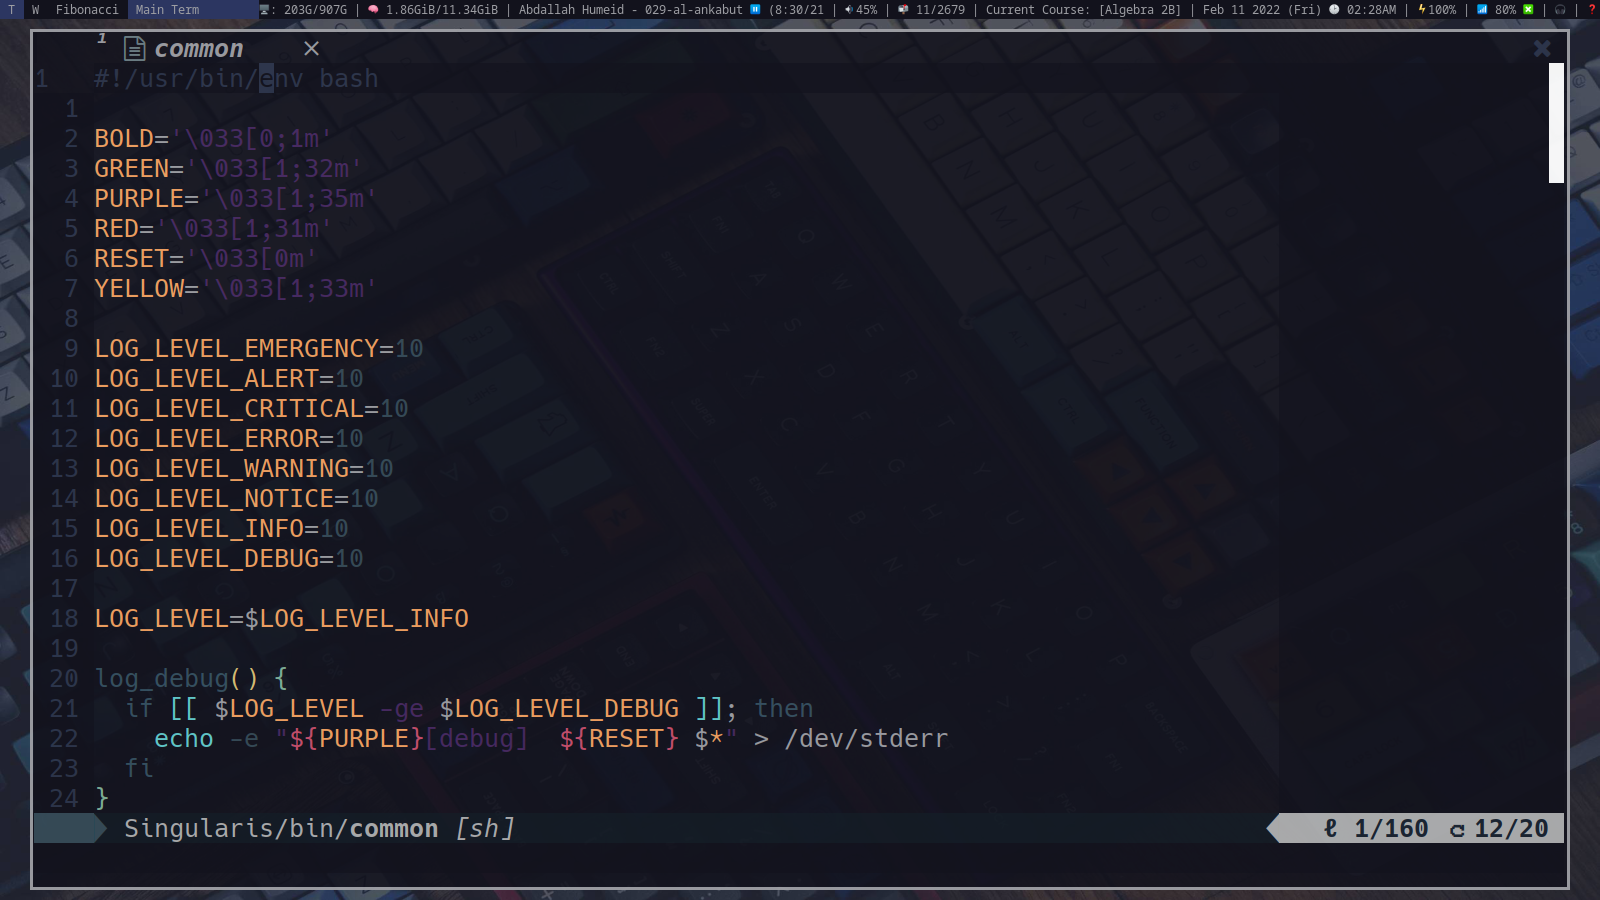 T W Fibonacci Main Term : 203G/907G | 1.86GiB/11.34GiB | Abdallah Humeid - 029-al-ankabut (8:30/21 | 45% | 11/2679 | Current Course: [Algebra 2B] | Feb 11 2022 (Fri) 02:28AM | 100% | 80% | |
1 common ×
1 #!/usr/bin/env bash
1
2 BOLD='\033[0;1m'
3 GREEN='\033[1;32m'
4 PURPLE='\033[1;35m'
5 RED='\033[1;31m'
6 RESET='\033[0m'
7 YELLOW='\033[1;33m'
8
9 LOG_LEVEL_EMERGENCY=10
10 LOG_LEVEL_ALERT=10
11 LOG_LEVEL_CRITICAL=10
12 LOG_LEVEL_ERROR=10
13 LOG_LEVEL_WARNING=10
14 LOG_LEVEL_NOTICE=10
15 LOG_LEVEL_INFO=10
16 LOG_LEVEL_DEBUG=10
17
18 LOG_LEVEL=$LOG_LEVEL_INFO
19
20 log_debug() {
21 if [[ $LOG_LEVEL -ge $LOG_LEVEL_DEBUG ]]; then
22 echo -e "${PURPLE}[debug]  ${RESET} $*" > /dev/stderr
23 fi
24 }
Singularis/bin/common [sh] ℓ 1/160 c 12/20